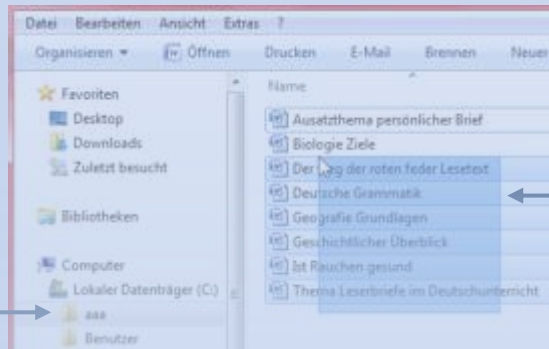 Datei Bearbeiten Ansicht Extras ?
Organisieren Öffnen Drucken E-Mail Brennen Neuer
Favoriten
Desktop
Downloads
Zuletzt besucht
Bibliotheken
Computer
Lokaler Datenträger (C:)
aaa
Benutzer
Name
Ausatzthema persönlicher Brief
Biologie Ziele
Der der roten feder Lesetext
Deutsche Grammatik
Geografie Grundlagen
Geschichtlicher Überblick
Ist Rauchen gesund
Thema Leserbriefe im Deutschunterricht